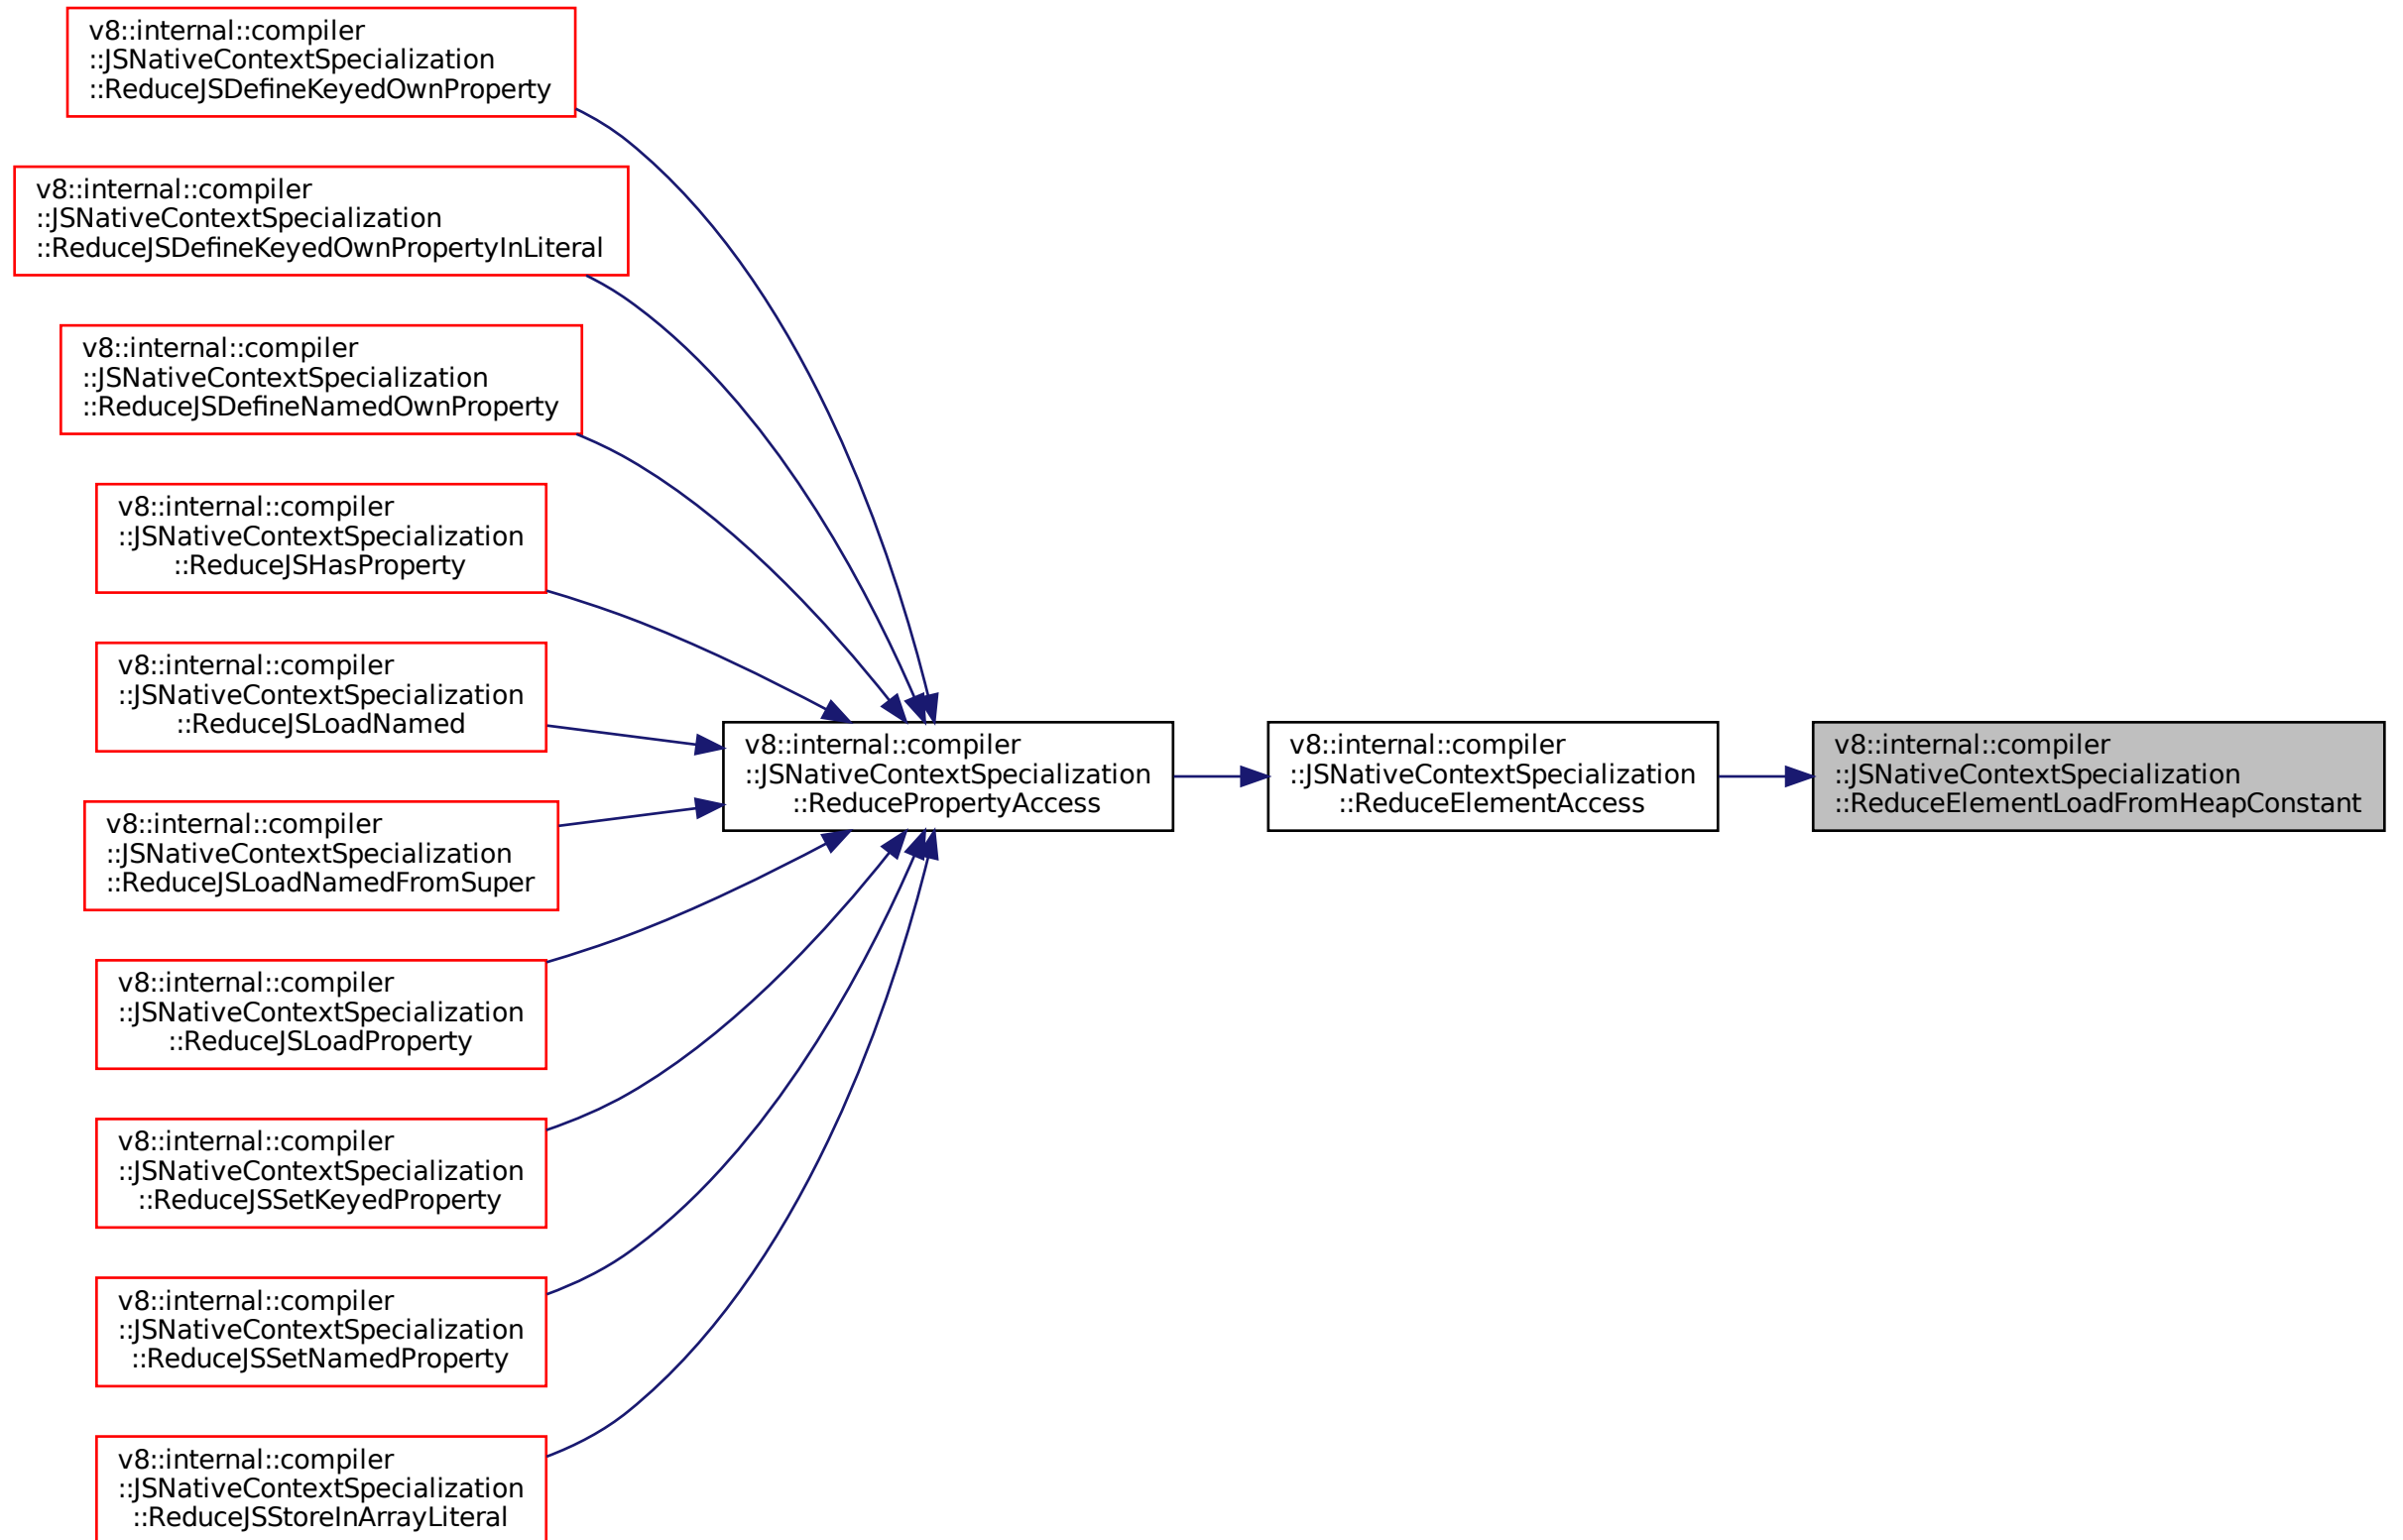 v8::internal::compiler
::JSNativeContextSpecialization
::ReduceJSDefineKeyedOwnProperty
v8::internal::compiler
::JSNativeContextSpecialization
::ReduceJSDefineKeyedOwnPropertyInLiteral
v8::internal::compiler
::JSNativeContextSpecialization
::ReduceJSDefineNamedOwnProperty
v8::internal::compiler
::JSNativeContextSpecialization
::ReduceJSHasProperty
v8::internal::compiler
::JSNativeContextSpecialization
::ReduceJSLoadNamed
v8::internal::compiler
::JSNativeContextSpecialization
::ReduceJSLoadNamedFromSuper
v8::internal::compiler
::JSNativeContextSpecialization
::ReduceJSLoadProperty
v8::internal::compiler
::JSNativeContextSpecialization
::ReduceJSSetKeyedProperty
v8::internal::compiler
::JSNativeContextSpecialization
::ReduceJSSetNamedProperty
v8::internal::compiler
::JSNativeContextSpecialization
::ReduceJSStoreInArrayLiteral
v8::internal::compiler
::JSNativeContextSpecialization
::ReducePropertyAccess
v8::internal::compiler
::JSNativeContextSpecialization
::ReduceElementAccess
v8::internal::compiler
::JSNativeContextSpecialization
::ReduceElementLoadFromHeapConstant